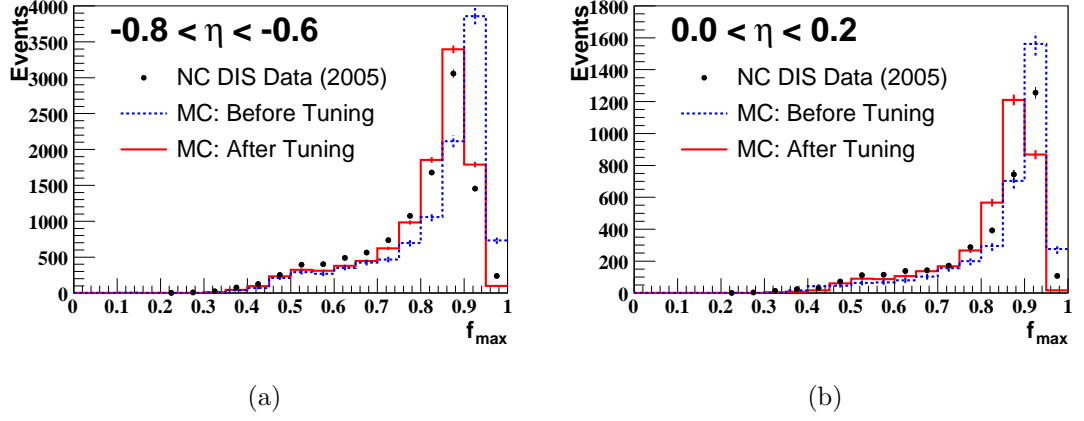 -0.8 < η < -0.6
Events
NC DIS Data (2005)
MC: Before Tuning
MC: After Tuning
4000
3500
3000
2500
2000
1500
1000
500
0
0 0.1 0.2 0.3 0.4 0.5 0.6 0.7 0.8 0.9 1
f_max
(a)
0.0 < η < 0.2
Events
NC DIS Data (2005)
MC: Before Tuning
MC: After Tuning
1800
1600
1400
1200
1000
800
600
400
200
0
0 0.1 0.2 0.3 0.4 0.5 0.6 0.7 0.8 0.9 1
f_max
(b)